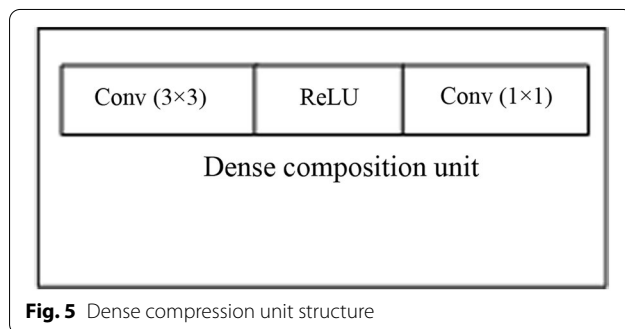 Conv (3×3) ReLU Conv (1×1)
Dense composition unit
Fig. 5 Dense compression unit structure